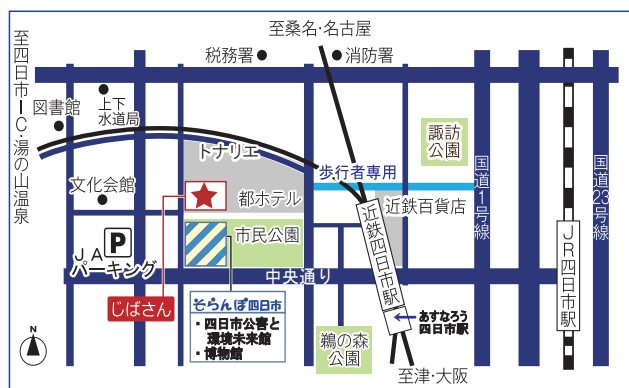 至桑名・名古屋
至四日市IC・湯の山温泉
税務署
消防署
図書館
上下
水道局
トナリエ
歩行者専用
諏訪
公園
国道1号線
国道23号線
文化会館
都ホテル
近鉄百貨店
近鉄四日市駅
JR四日市駅
市民公園
JA P
パーキング
中央通り
じばさん
そらんぽ四日市
・四日市公害と
環境未来館
・博物館
あすなろう
四日市駅
鵜の森
公園
N
至津・大阪